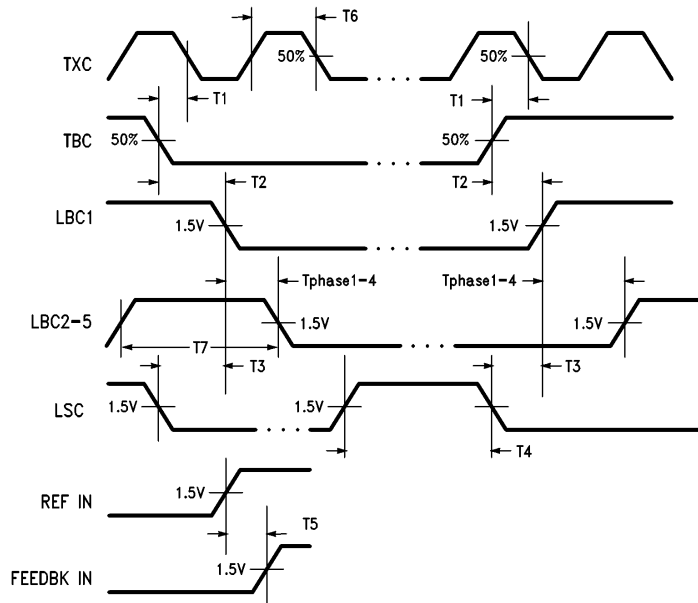 T6
TXC
50%
50%
T1
T1
TBC
50%
50%
T2
T2
LBC1
1.5V
1.5V
Tphase1-4
Tphase1-4
LBC2-5
1.5V
1.5V
T7
T3
T3
LSC
1.5V
1.5V
T4
REF IN
1.5V
T5
FEEDBK IN
1.5V